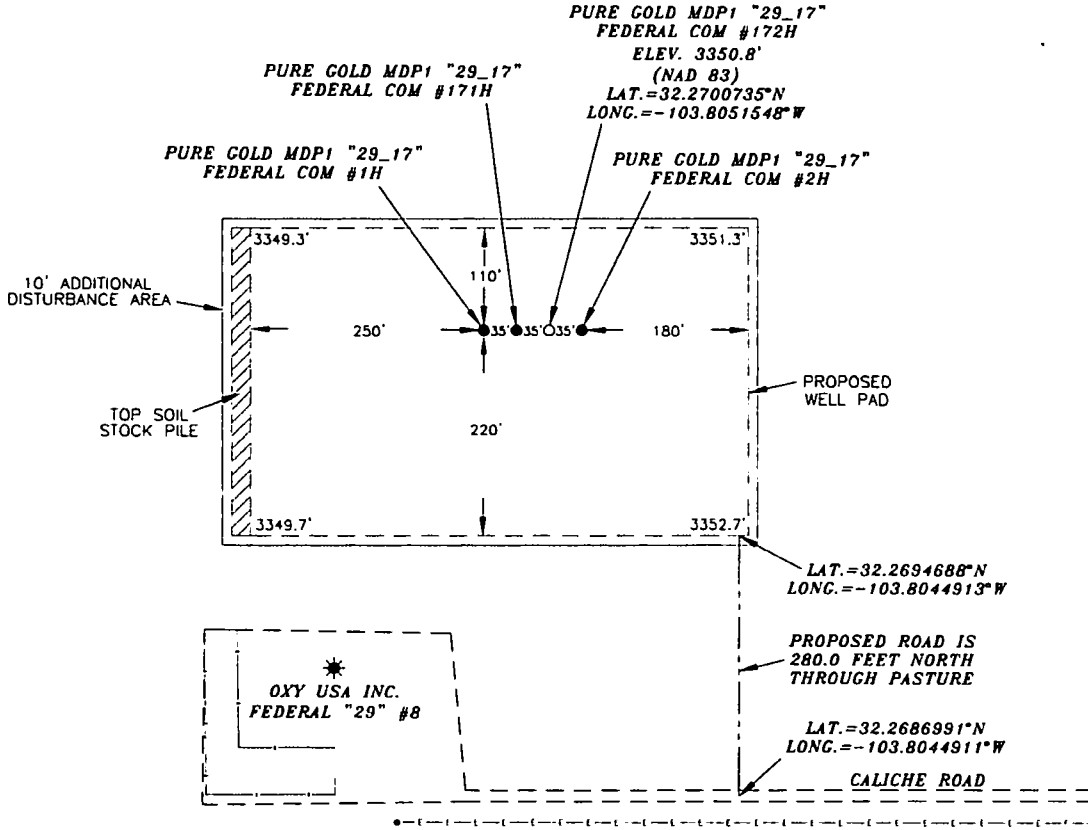 PURE GOLD MDP1 "29_17"
FEDERAL COM #172H
ELEV. 3350.8'
(NAD 83)
LAT.=32.2700735°N
LONG.=-103.8051548°W
PURE GOLD MDP1 "29_17"
FEDERAL COM #171H
PURE GOLD MDP1 "29_17"
FEDERAL COM #1H
PURE GOLD MDP1 "29_17"
FEDERAL COM #2H
3349.3'
3351.3'
10' ADDITIONAL
DISTURBANCE AREA
110'
250'
35'
35'
35'
180'
PROPOSED
WELL PAD
TOP SOIL
STOCK PILE
220'
3349.7'
3352.7'
LAT.=32.2694688°N
LONG.=-103.8044913°W
PROPOSED ROAD IS
280.0 FEET NORTH
THROUGH PASTURE
OXY USA INC.
FEDERAL "29" #8
LAT.=32.2686991°N
LONG.=-103.8044911°W
CALICHE ROAD